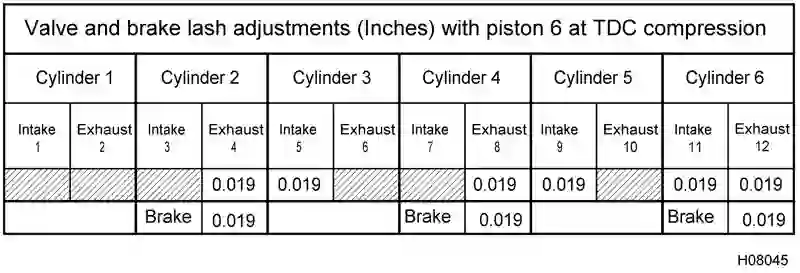 Valve and brake lash adjustments (Inches) with piston 6 at TDC compression
Cylinder 1 Cylinder 2 Cylinder 3 Cylinder 4 Cylinder 5 Cylinder 6
Intake Exhaust Intake Exhaust Intake Exhaust Intake Exhaust Intake Exhaust Intake Exhaust
1 2 3 4 5 6 7 8 9 10 11 12
0.019 0.019 0.019 0.019 0.019 0.019
Brake 0.019 Brake 0.019 Brake 0.019
H08045